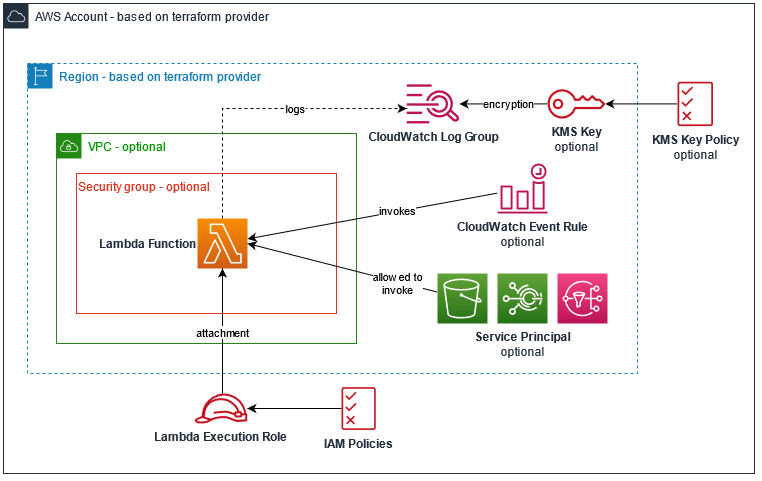 AWS Account - based on terraform provider
Region - based on terraform provider
logs
CloudWatch Log Group
encryption
KMS Key
optional
KMS Key Policy
optional
VPC - optional
Security group - optional
Lambda Function
invokes
CloudWatch Event Rule
optional
allowed to
invoke
Service Principal
optional
attachment
Lambda Execution Role
IAM Policies